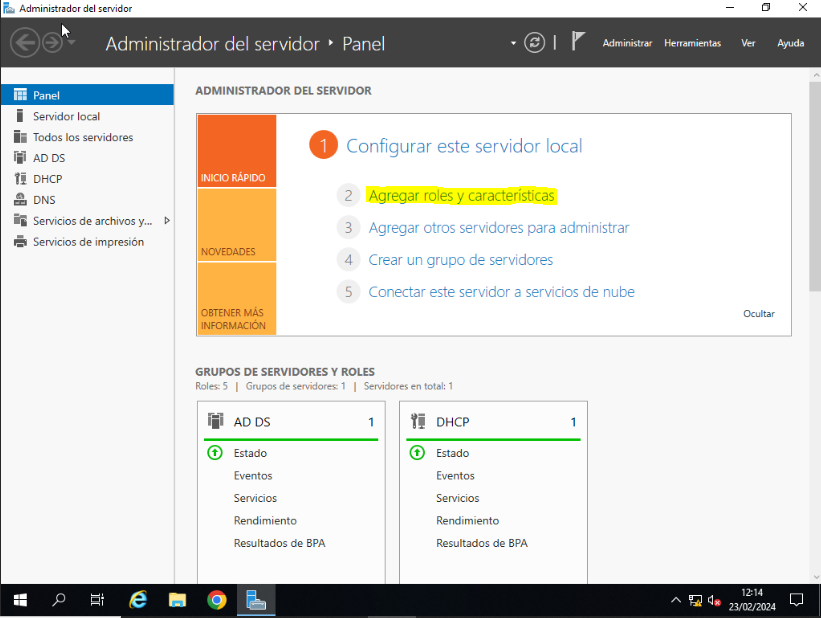 Administrador del servidor
Administrador del servidor ‣ Panel
Administrar Herramientas Ver Ayuda
Panel
Servidor local
Todos los servidores
AD DS
DHCP
DNS
Servicios de archivos y...
Servicios de impresión
ADMINISTRADOR DEL SERVIDOR
INICIO RÁPIDO
NOVEDADES
OBTENER MÁS
INFORMACIÓN
1 Configurar este servidor local
2 Agregar roles y características
3 Agregar otros servidores para administrar
4 Crear un grupo de servidores
5 Conectar este servidor a servicios de nube
Ocultar
GRUPOS DE SERVIDORES Y ROLES
Roles: 5 | Grupos de servidores: 1 | Servidores en total: 1
AD DS 1
Estado
Eventos
Servicios
Rendimiento
Resultados de BPA
DHCP 1
Estado
Eventos
Servicios
Rendimiento
Resultados de BPA
12:14
23/02/2024